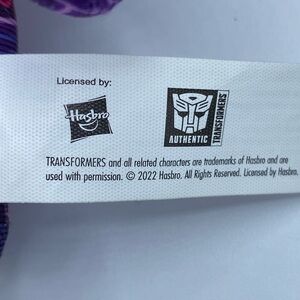 Licensed by:
Hasbro
AUTHENTIC
TRANSFORMERS
TRANSFORMERS and all related characters are trademarks of Hasbro and are
used with permission. © 2022 Hasbro. All Rights Reserved. Licensed by Hasbro.